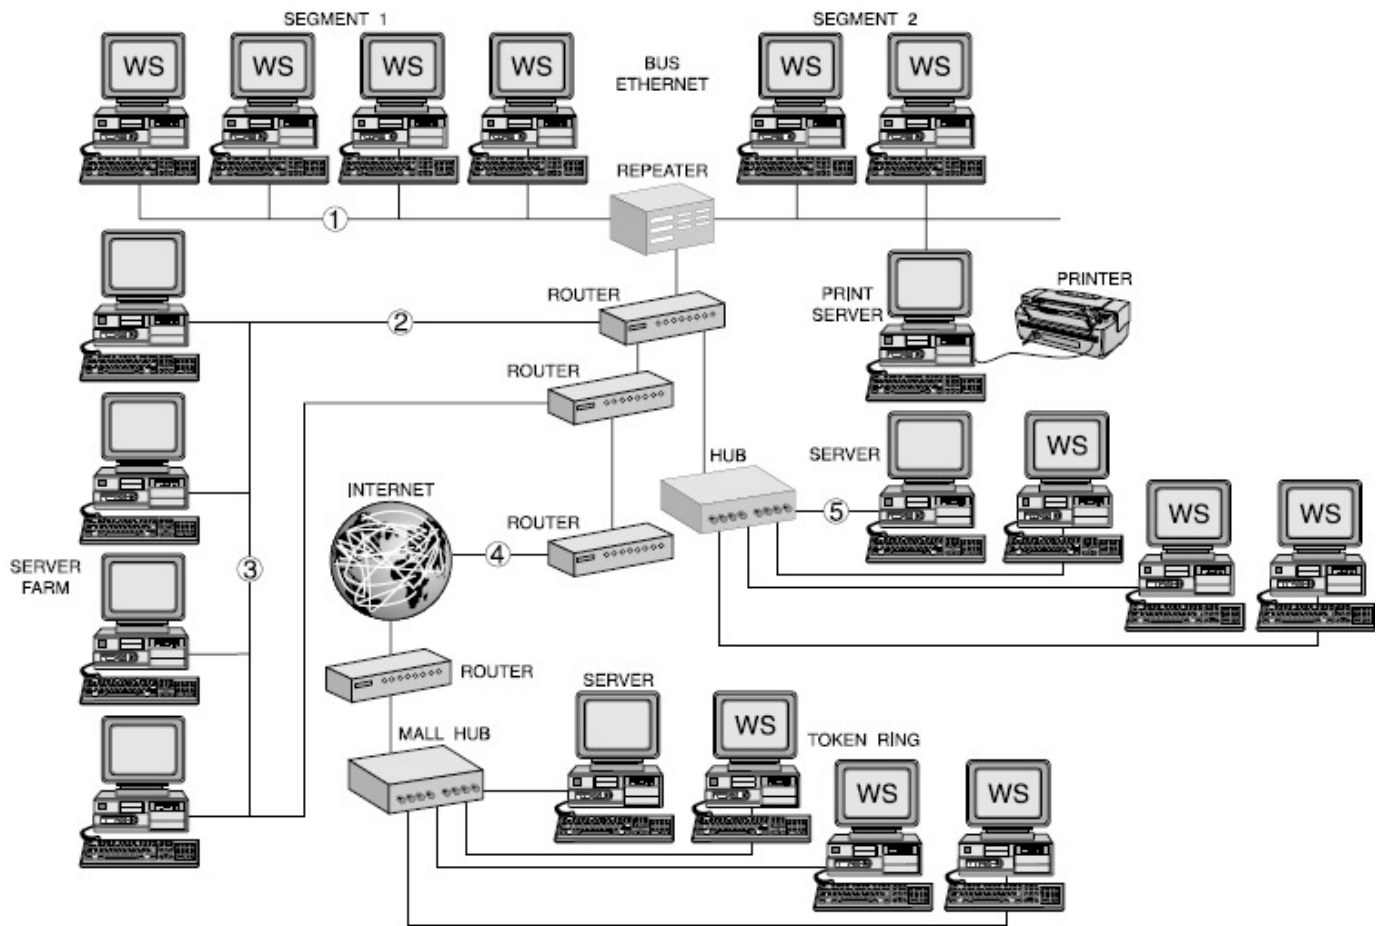 SEGMENT 1
SEGMENT 2
WS
WS
WS
WS
BUS
ETHERNET
WS
WS
REPEATER
1
ROUTER
PRINT
SERVER
PRINTER
2
ROUTER
HUB
SERVER
WS
INTERNET
WS
WS
ROUTER
5
4
SERVER
FARM
3
ROUTER
SERVER
MALL HUB
WS
TOKEN RING
WS
WS